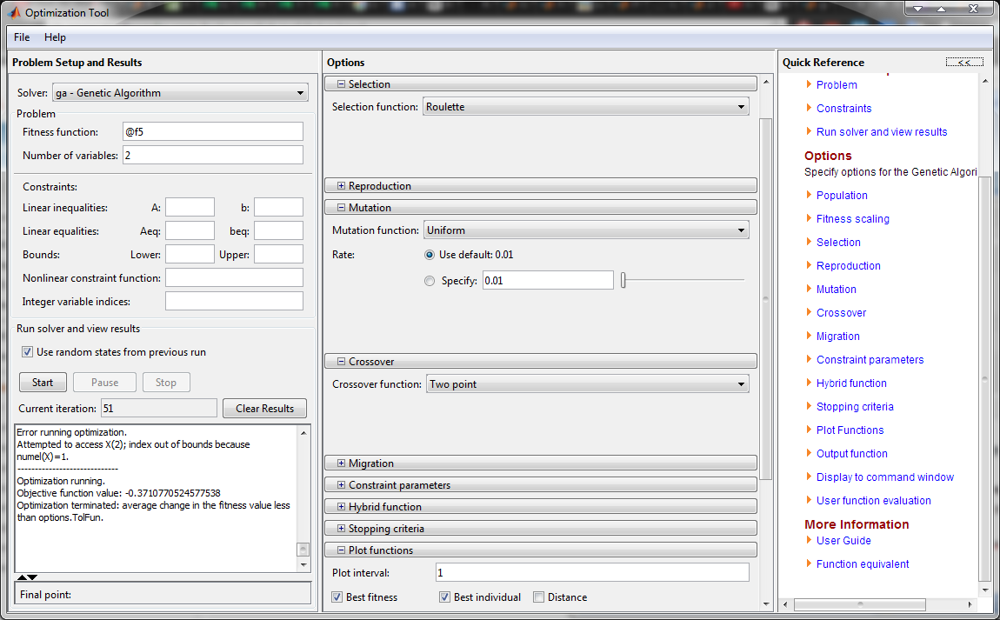 Optimization Tool
File Help
Problem Setup and Results
Solver: ga - Genetic Algorithm
Problem
Fitness function: @f5
Number of variables: 2
Constraints:
Linear inequalities: A: b:
Linear equalities: Aeq: beq:
Bounds: Lower: Upper:
Nonlinear constraint function:
Integer variable indices:
Run solver and view results
Use random states from previous run
Start Pause Stop
Current iteration: 51 Clear Results
Error running optimization.
Attempted to access X(2); index out of bounds because
numel(X)=1.
-----------------------------
Optimization running.
Objective function value: -0.3710770524577538
Optimization terminated: average change in the fitness value less
than options.TolFun.
Final point:
Options
Selection
Selection function: Roulette
Reproduction
Mutation
Mutation function: Uniform
Rate: Use default: 0.01
Specify: 0.01
Crossover
Crossover function: Two point
Migration
Constraint parameters
Hybrid function
Stopping criteria
Plot functions
Plot interval: 1
Best fitness Best individual Distance
Quick Reference <<
Problem
Constraints
Run solver and view results
Options
Specify options for the Genetic Algori
Population
Fitness scaling
Selection
Reproduction
Mutation
Crossover
Migration
Constraint parameters
Hybrid function
Stopping criteria
Plot Functions
Output function
Display to command window
User function evaluation
More Information
User Guide
Function equivalent